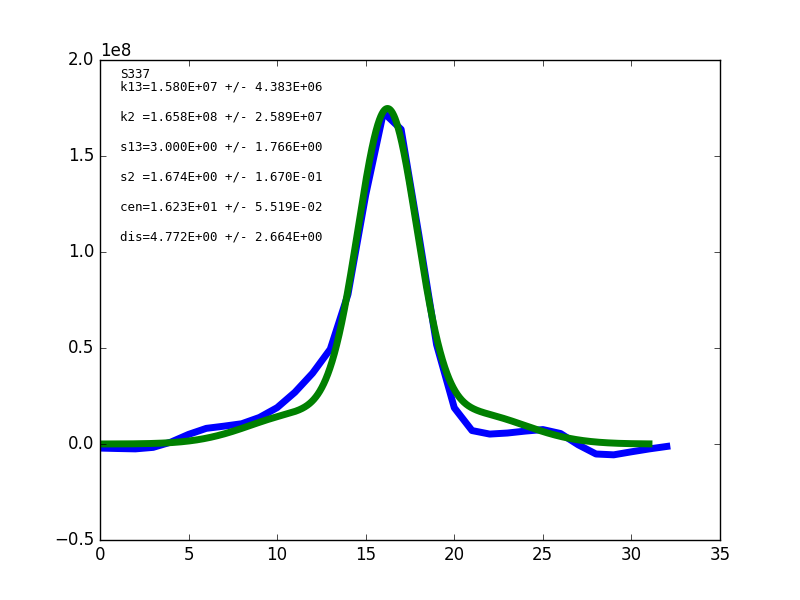 1e8
2.0
S337
k13=1.580E+07 +/- 4.383E+06
k2 =1.658E+08 +/- 2.589E+07
1.5
s13=3.000E+00 +/- 1.766E+00
s2 =1.674E+00 +/- 1.670E-01
cen=1.623E+01 +/- 5.519E-02
dis=4.772E+00 +/- 2.664E+00
1.0
0.5
0.0
−0.5
0 5 10 15 20 25 30 35